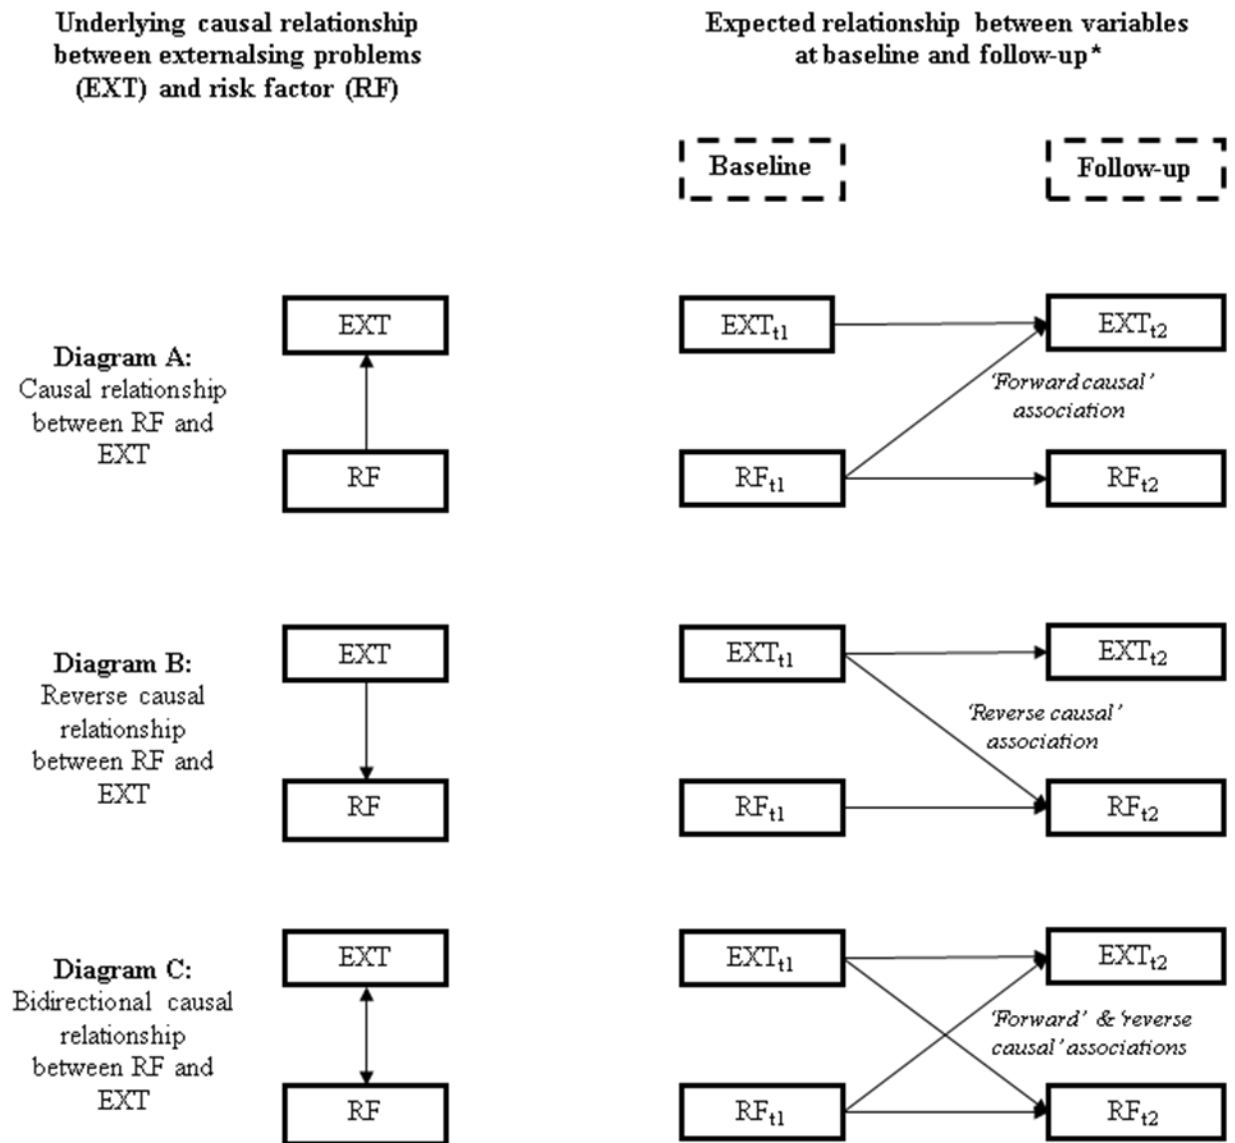 Underlying causal relationship
between externalsing problems
(EXT) and risk factor (RF)
Expected relationship between variables
at baseline and follow-up*
Baseline
Follow-up
Diagram A:
Causal relationship
between RF and
EXT
EXT
RF
EXTt1
EXTt2
'Forward causal'
association
RFt1
RFt2
Diagram B:
Reverse causal
relationship
between RF and
EXT
EXT
RF
EXTt1
EXTt2
'Reverse causal'
association
RFt1
RFt2
Diagram C:
Bidirectional causal
relationship
between RF and
EXT
EXT
RF
EXTt1
EXTt2
'Forward' & 'reverse
causal' associations
RFt1
RFt2